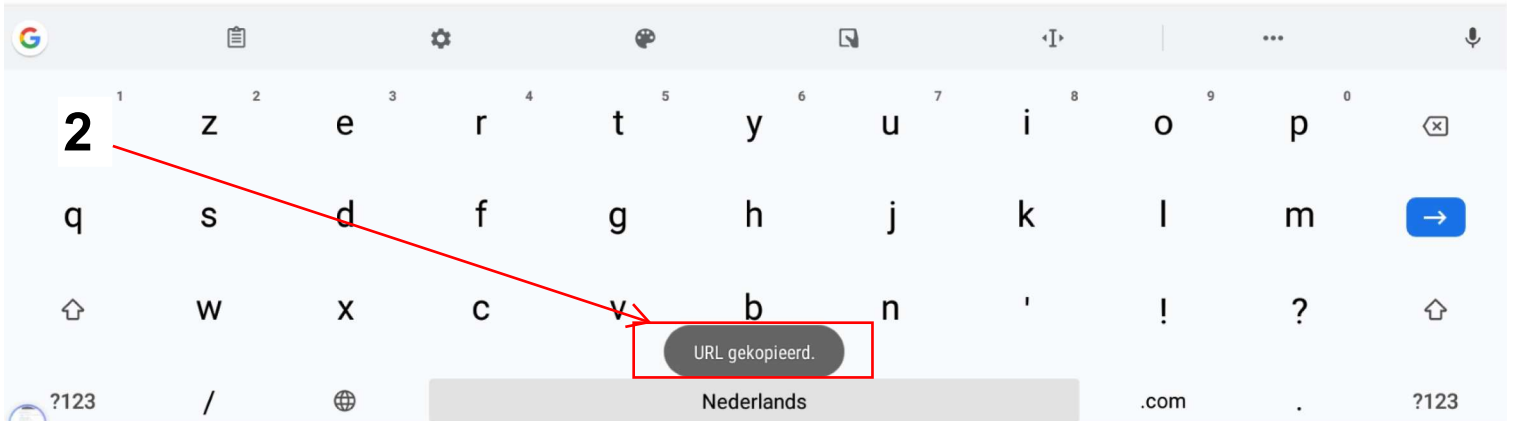 1 2 3 4 5 6 7 8 9 0
2 z e r t y u i o p
q s d f g h j k l m
w x c v b n ' ! ?
URL gekopieerd.
?123 / Nederlands .com . ?123